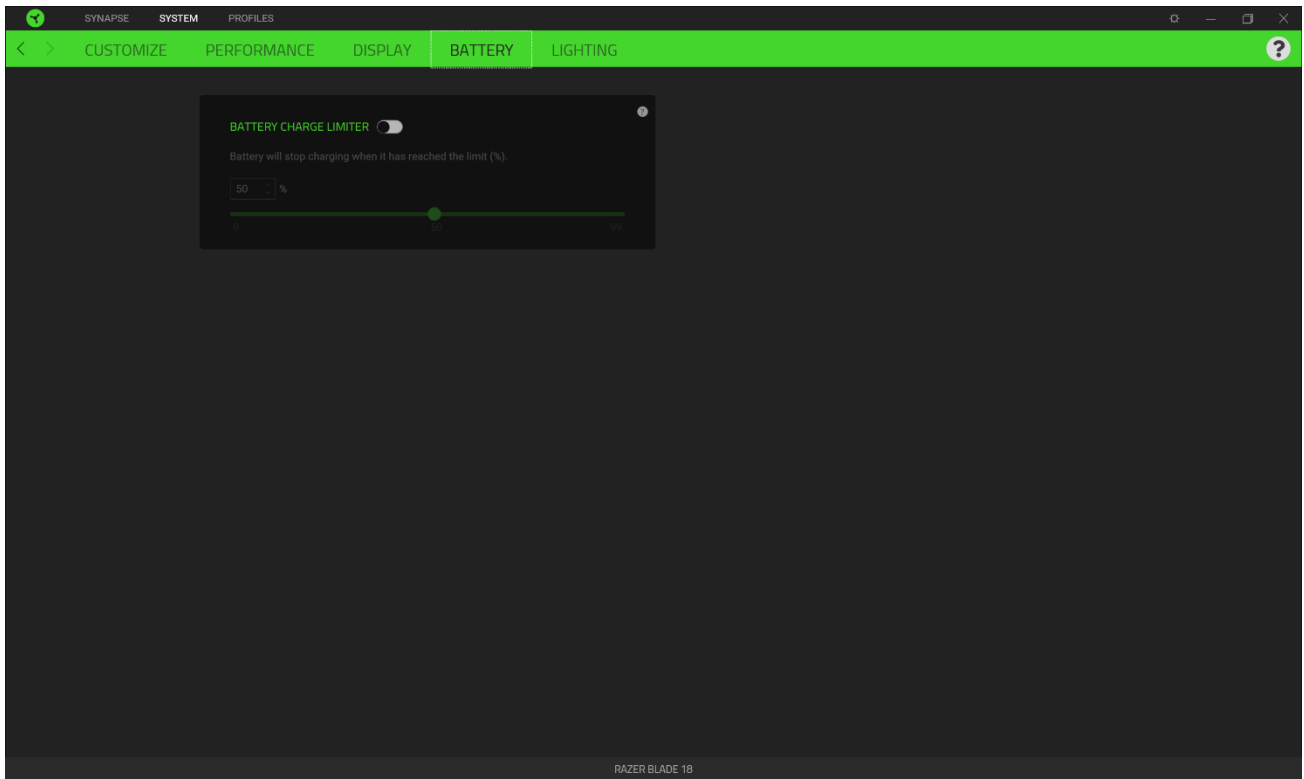 SYNAPSE SYSTEM PROFILES
CUSTOMIZE PERFORMANCE DISPLAY BATTERY LIGHTING ?
BATTERY CHARGE LIMITER ?
Battery will stop charging when it has reached the limit (%).
50 %
0 50 99
RAZER BLADE 18